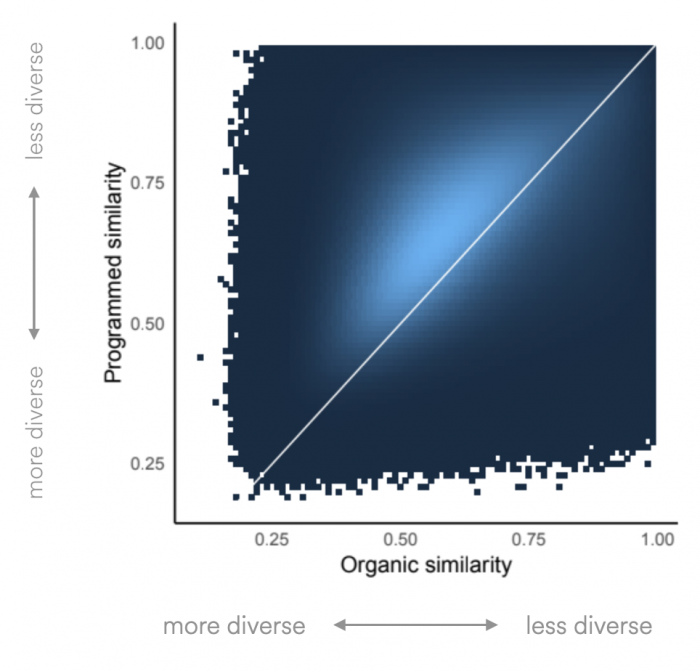 less diverse
more diverse
Programmed similarity
1.00
0.75
0.50
0.25
0.25
0.50
0.75
1.00
Organic similarity
more diverse
less diverse